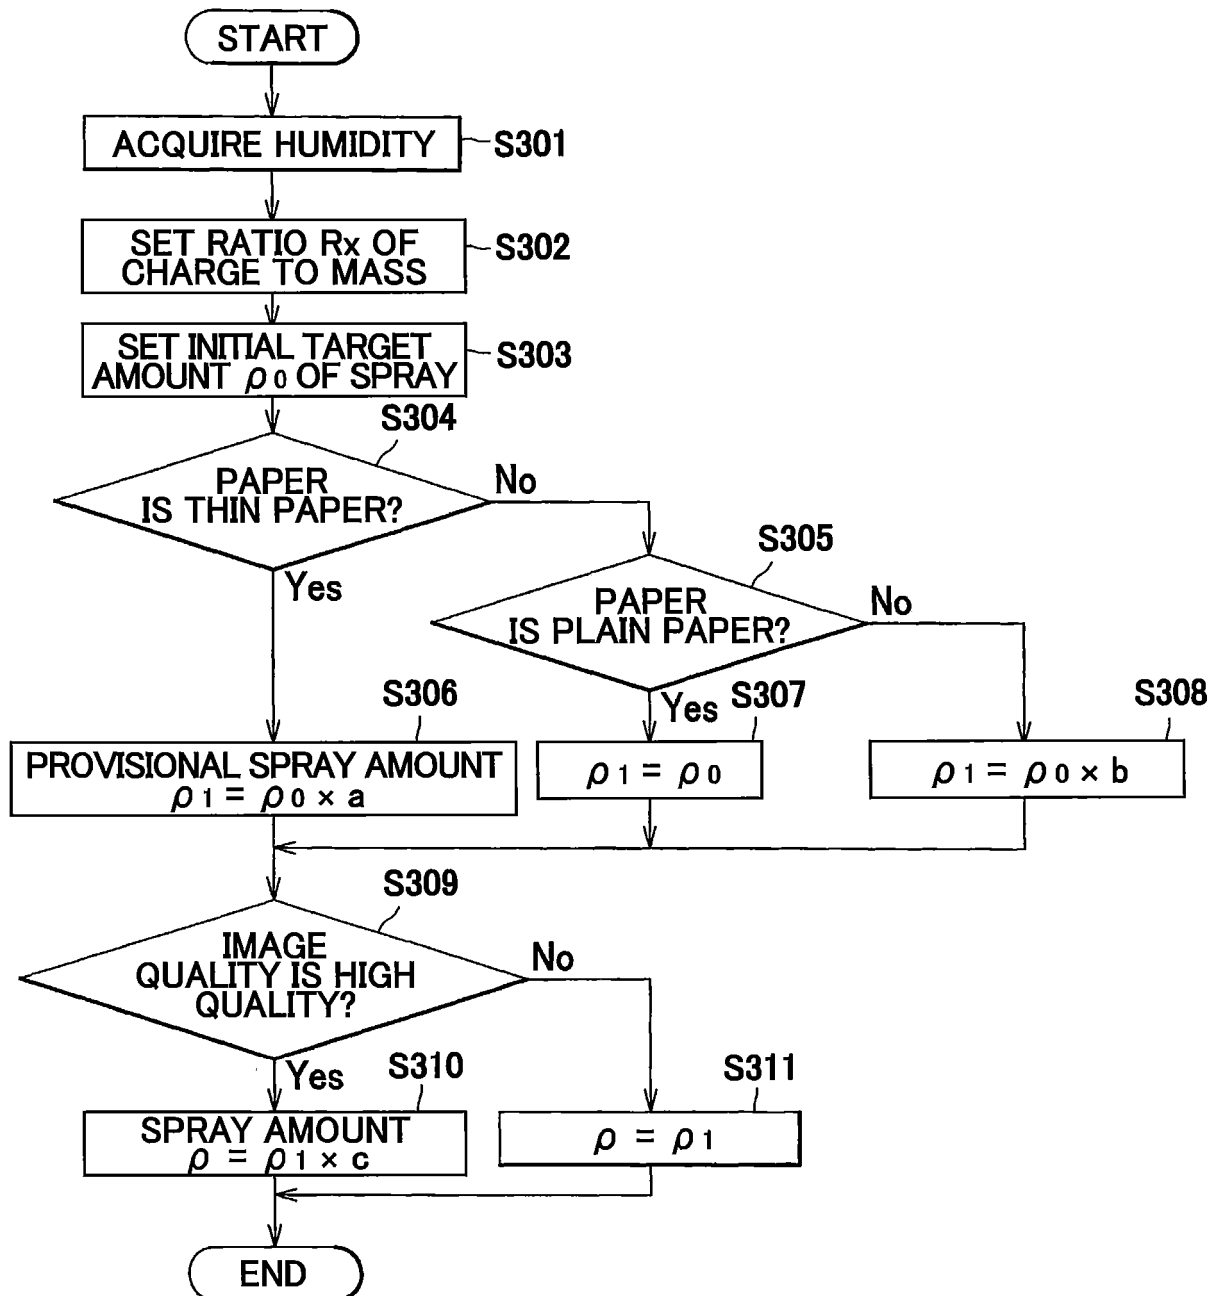 START
ACQUIRE HUMIDITY
S301
SET RATIO Rx OF
CHARGE TO MASS
S302
SET INITIAL TARGET
AMOUNT ρ0 OF SPRAY
S303
S304
PAPER
IS THIN PAPER?
No
Yes
S305
PAPER
IS PLAIN PAPER?
No
Yes
S306
PROVISIONAL SPRAY AMOUNT
ρ1 = ρ0 × a
S307
ρ1 = ρ0
S308
ρ1 = ρ0 × b
S309
IMAGE
QUALITY IS HIGH
QUALITY?
No
Yes
S310
SPRAY AMOUNT
ρ = ρ1 × c
S311
ρ = ρ1
END